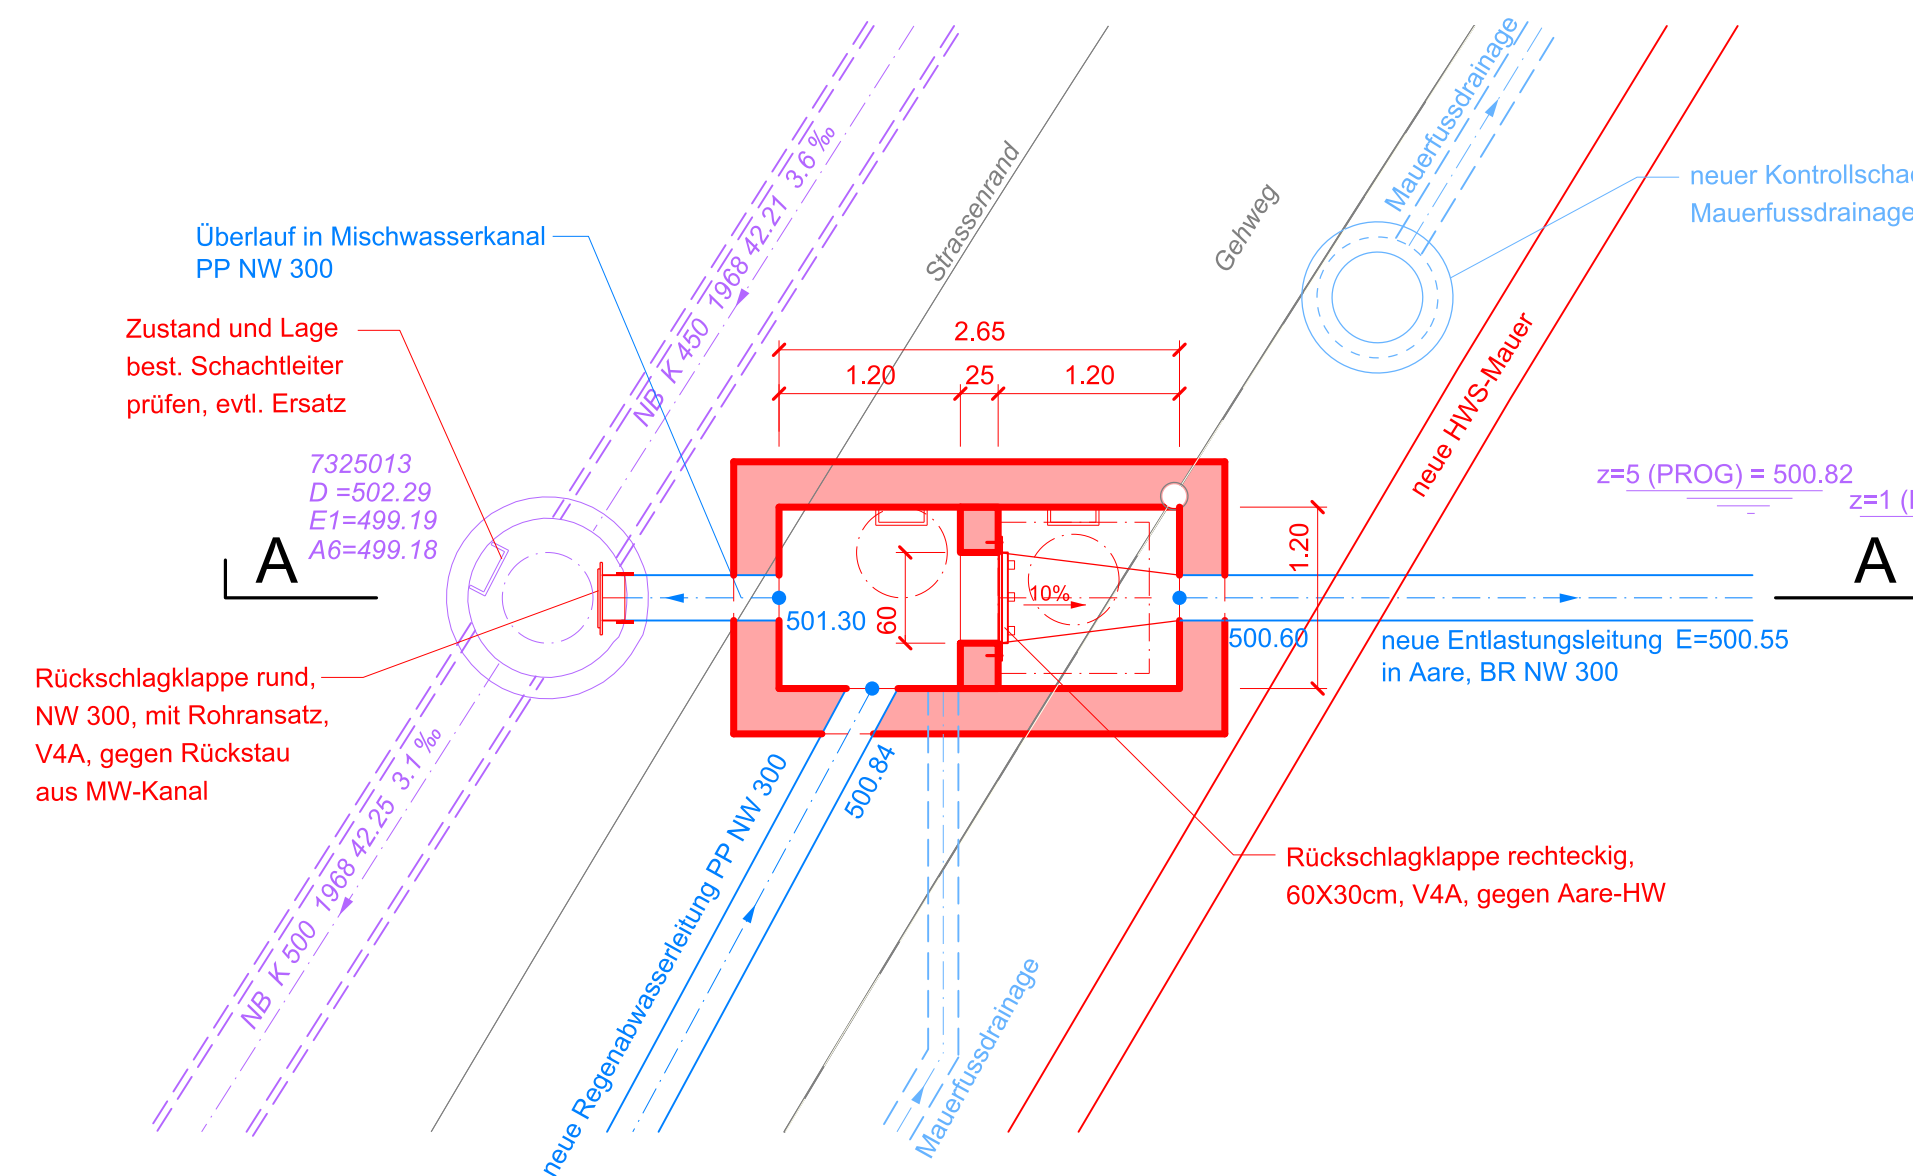 Mauerfussdrainage
NB K 450 1968 42.21 3.6 ‰
Strassenrand
Gehweg
neuer
Mauerfussdrainage
Überlauf in Mischwasserkanal
PP NW 300
Zustand und Lage
best. Schachtleiter
prüfen, evtl. Ersatz
2.65
1.20
25
1.20
neue HWS-Mauer
7325013
D =502.29
E1=499.19
A6=499.18
z=5 (PROG) = 500.82
z=1
A
A
1.20
60
10%
501.30
500.60
neue Entlastungsleitung E=500.55
in Aare, BR NW 300
Rückschlagklappe rund,
NW 300, mit Rohransatz,
V4A, gegen Rückstau
aus MW-Kanal
500.84
neue Regenabwasserleitung PP NW 300
NB K 500 1968 42.25 3.1 ‰
Rückschlagklappe rechteckig,
60X30cm, V4A, gegen Aare-HW
Mauerfussdrainage